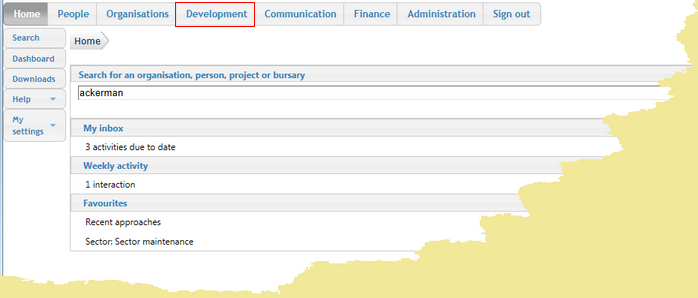 Home People Organisations Development Communication Finance Administration Sign out
Search
Home
Dashboard
Downloads
Help
My
settings
Search for an organisation, person, project or bursary
ackerman
My inbox
3 activities due to date
Weekly activity
1 interaction
Favourites
Recent approaches
Sector: Sector maintenance